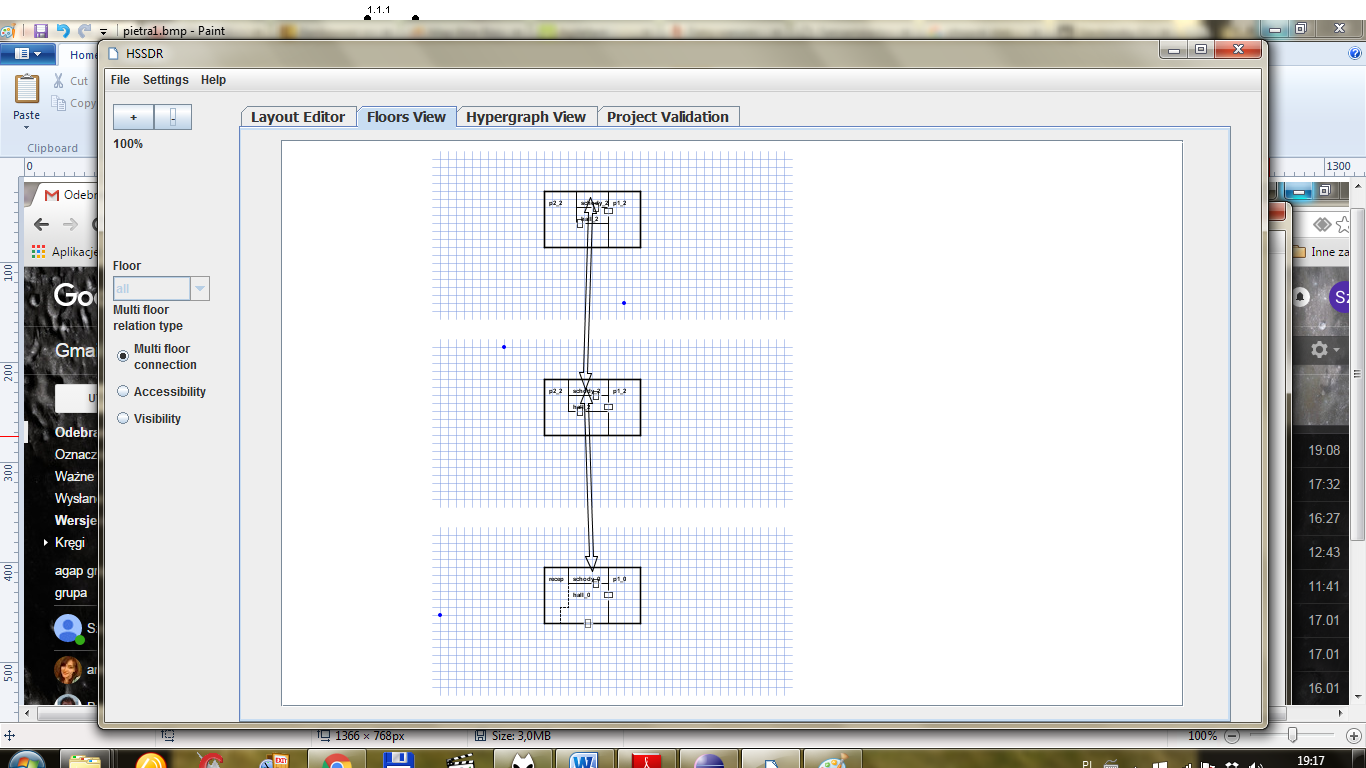 1.1.1
pietra1.bmp - Paint
HSSDR
Home
File Settings Help
Cut
Copy
Paste
Clipboard
+
-
100%
Layout Editor Floors View Hypergraph View Project Validation
0
1300
100
200
300
400
500
Odebra
Aplikacje
Inne za
Goo
Gma
U
Odebra
Oznacz
Ważne
Wysłan
Wersje
Kręgi
agap gr
grupa
S.
Sz
Floor
all
Multi floor
relation type
Multi floor
connection
Accessibility
Visibility
p2_2 schody_2 p1_2
hall_2
p2_2 schody_2 p1_2
hall_2
recep schody_0 p1_0
hall_0
19:08
17:32
16:27
12:43
11:41
17.01
17.01
16.01
1366 × 768px
Size: 3,0MB
100%
EXIT
W
PL
19:17